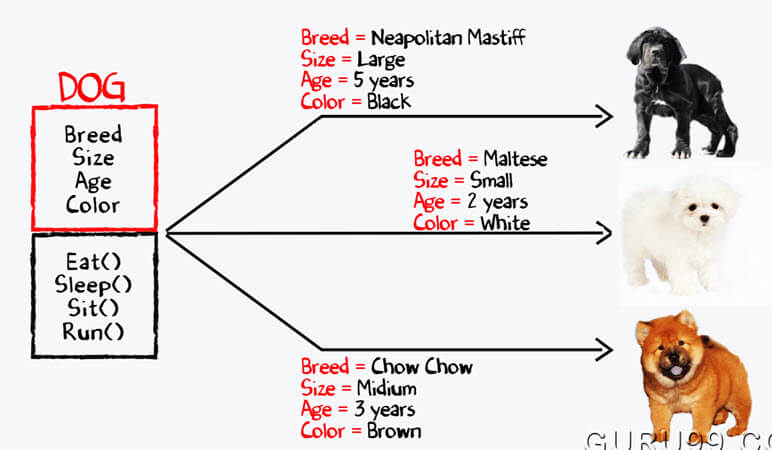 DOG
Breed
Size
Age
Color
Eat()
Sleep()
Sit()
Run()
Breed = Neapolitan Mastiff
Size = Large
Age = 5 years
Color = Black
Breed = Maltese
Size = Small
Age = 2 years
Color = White
Breed = Chow Chow
Size = Midium
Age = 3 years
Color = Brown
GURU99.CO